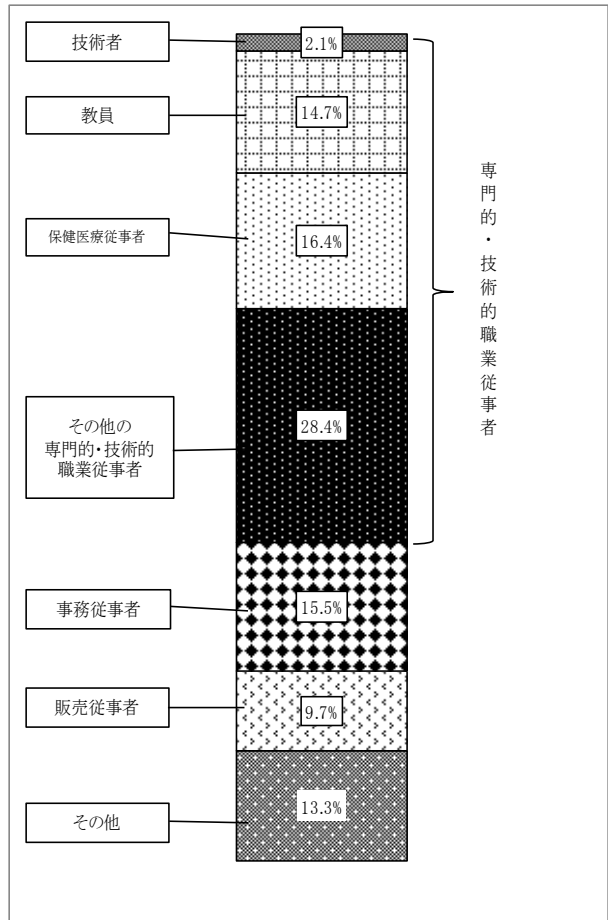 技術者
2.1%
教員
14.7%
保健医療従事者
16.4%
その他の
専門的・技術的
職業従事者
28.4%
専門的・技術的職業従事者
事務従事者
15.5%
販売従事者
9.7%
その他
13.3%